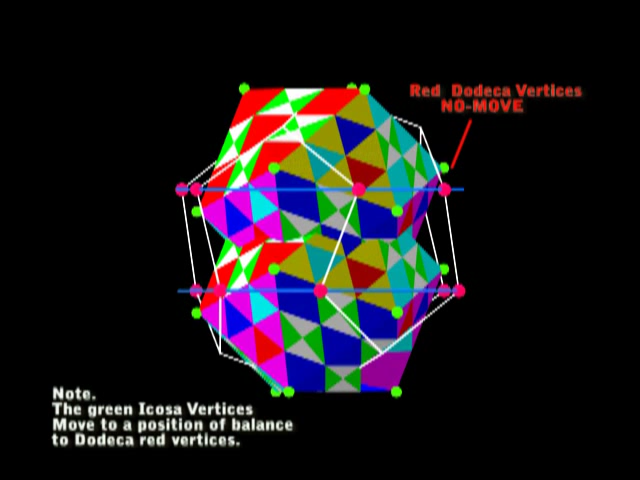 Red Dodeca Vertices
NO-MOVE
Note.
The green Icosa Vertices
Move to a position of balance
to Dodeca red vertices.